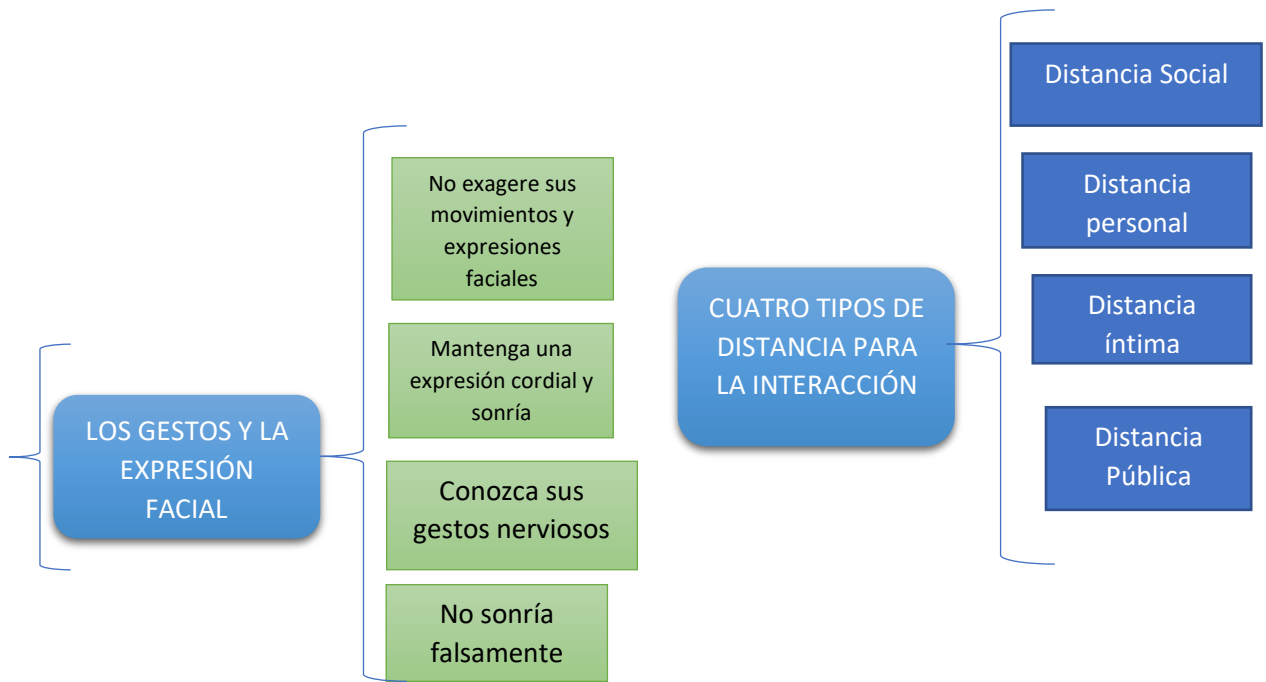 LOS GESTOS Y LA
EXPRESIÓN
FACIAL
No exagere sus
movimientos y
expresiones
faciales
Mantenga una
expresión cordial y
sonría
Conozca sus
gestos nerviosos
No sonría
falsamente
CUATRO TIPOS DE
DISTANCIA PARA
LA INTERACCIÓN
Distancia Social
Distancia
personal
Distancia
íntima
Distancia
Pública